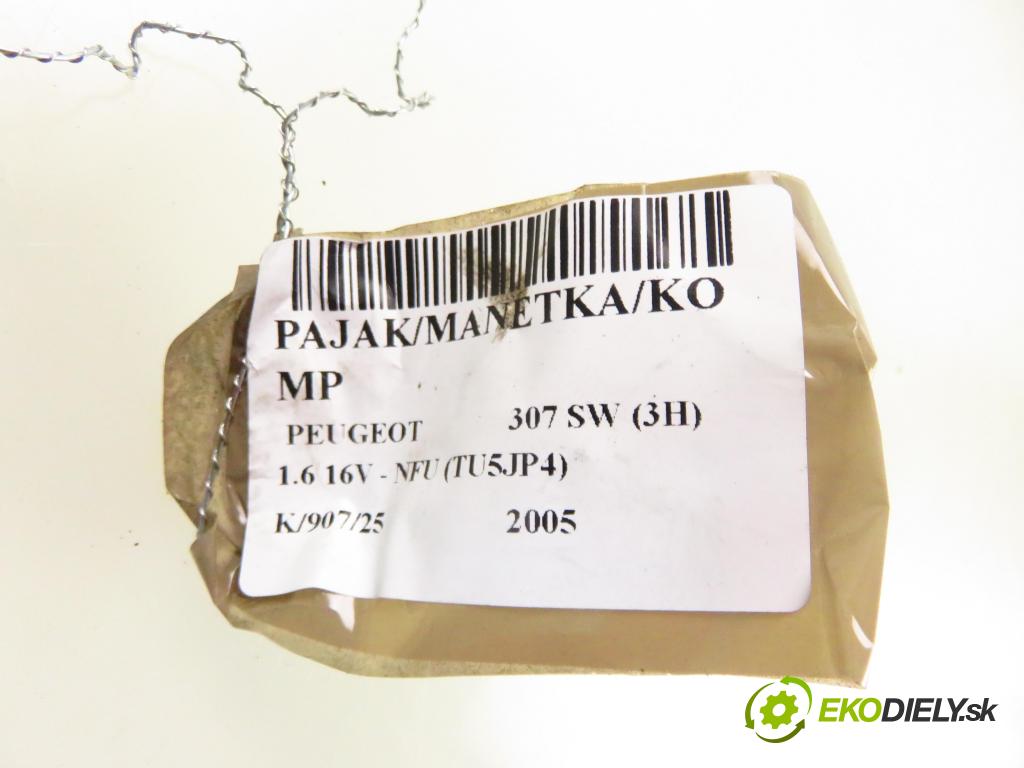 PAJAK/MANETKA/KO
MP
PEUGEOT 307 SW (3H)
1.6 16V - NFU (TU5JP4)
K/907/25 2005
EKODIELY.sk